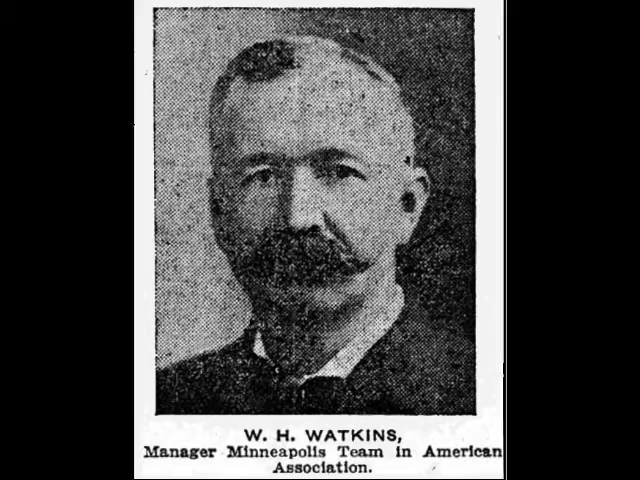 W. H. WATKINS,
Manager Minneapolis Team in American
Association.